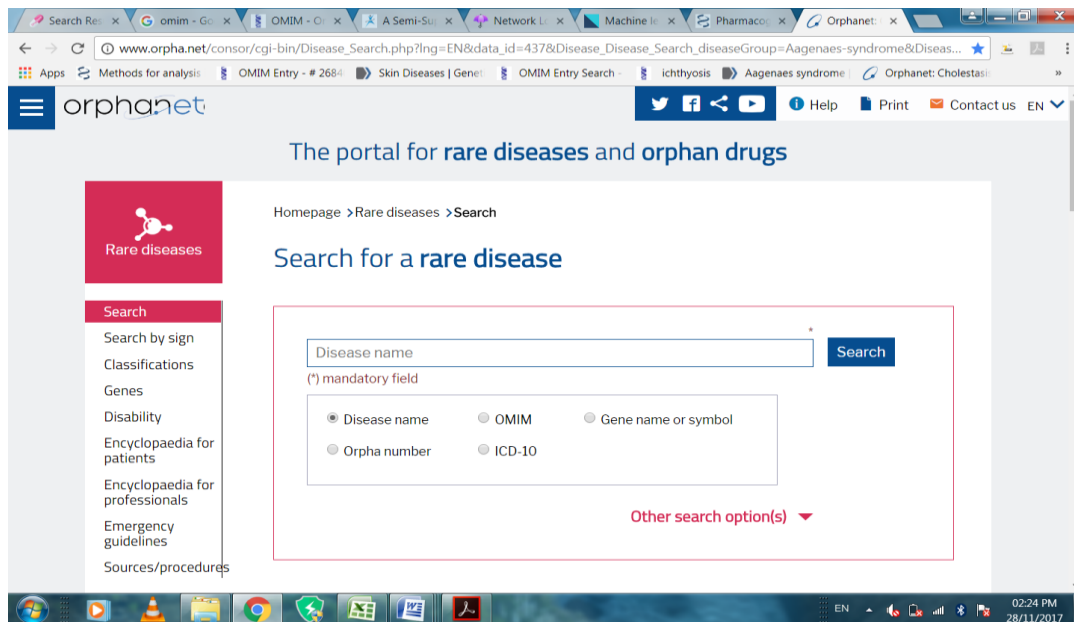 Search Res
omim - Go
OMIM - O
A Semi-Su
Network L
Machine le
Pharmacog
Orphanet:
www.orpha.net/consor/cgi-bin/Disease_Search.php?lng=EN&data_id=437&Disease_Disease_Search_diseaseGroup=Aagenaes-syndrome&Diseas...
Apps Methods for analysis OMIM Entry - # 2684 Skin Diseases | Genet OMIM Entry Search - ichthyosis Aagenaes syndrome | Orphanet: Cholestasis »
orphanet
Help Print Contact us EN
The portal for rare diseases and orphan drugs
Rare diseases
Homepage >Rare diseases >Search
Search for a rare disease
Search
Search by sign
Classifications
Genes
Disability
Encyclopaedia for
patients
Encyclopaedia for
professionals
Emergency
guidelines
Sources/procedures
*
Disease name
Search
(*) mandatory field
Disease name OMIM Gene name or symbol
Orpha number ICD-10
Other search option(s)
EN
02:24 PM
28/11/2017